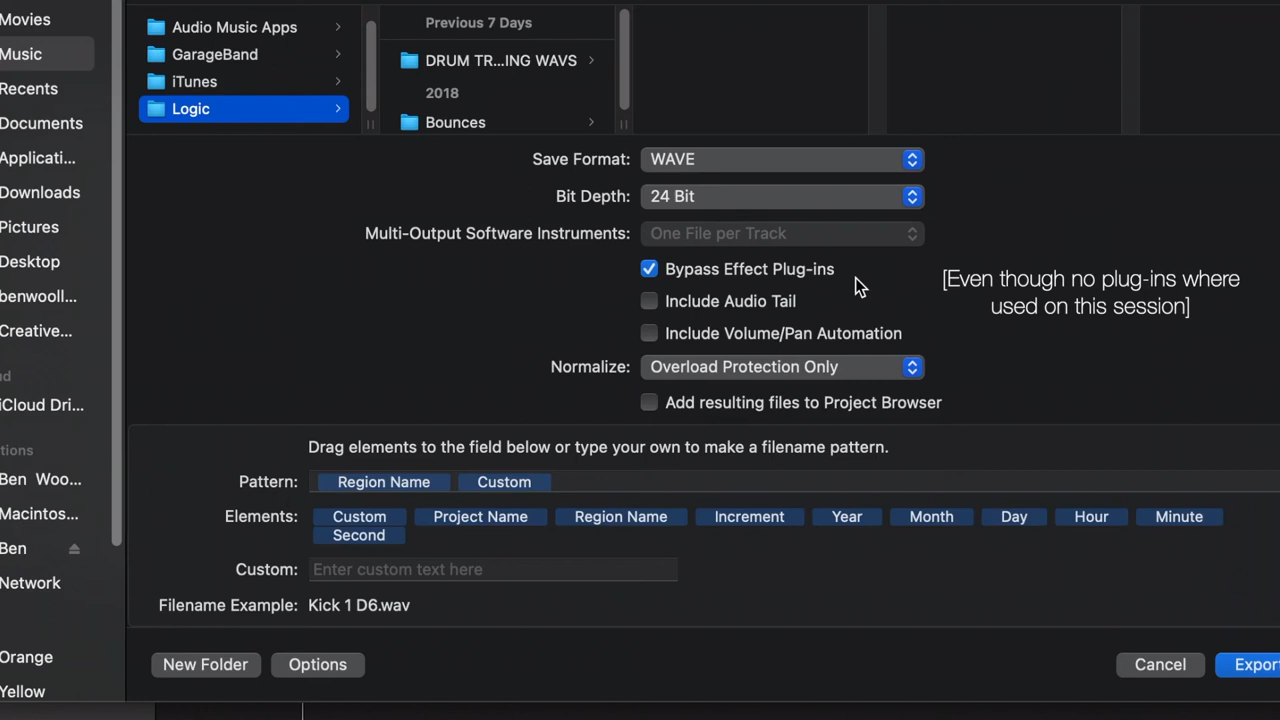 Movies
Music
Recents
Documents
Applicati...
Downloads
Pictures
Desktop
benwooll...
Creative...
d
iCloud Dri...
tions
Ben Woo...
Macintos...
Ben
Network
Orange
Yellow
Audio Music Apps
GarageBand
iTunes
Logic
Previous 7 Days
DRUM TR...ING WAVS
2018
Bounces
Save Format: WAVE
Bit Depth: 24 Bit
Multi-Output Software Instruments: One File per Track
Bypass Effect Plug-ins
Include Audio Tail
Include Volume/Pan Automation
[Even though no plug-ins where
used on this session]
Normalize: Overload Protection Only
Add resulting files to Project Browser
Drag elements to the field below or type your own to make a filename pattern.
Pattern: Region Name Custom
Elements: Custom Project Name Region Name Increment Year Month Day Hour Minute
Second
Custom: Enter custom text here
Filename Example: Kick 1 D6.wav
New Folder Options Cancel Export